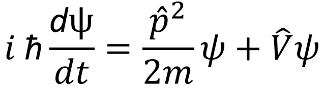 i ħ dψ/dt = p̂²/2m ψ + V̂ψ